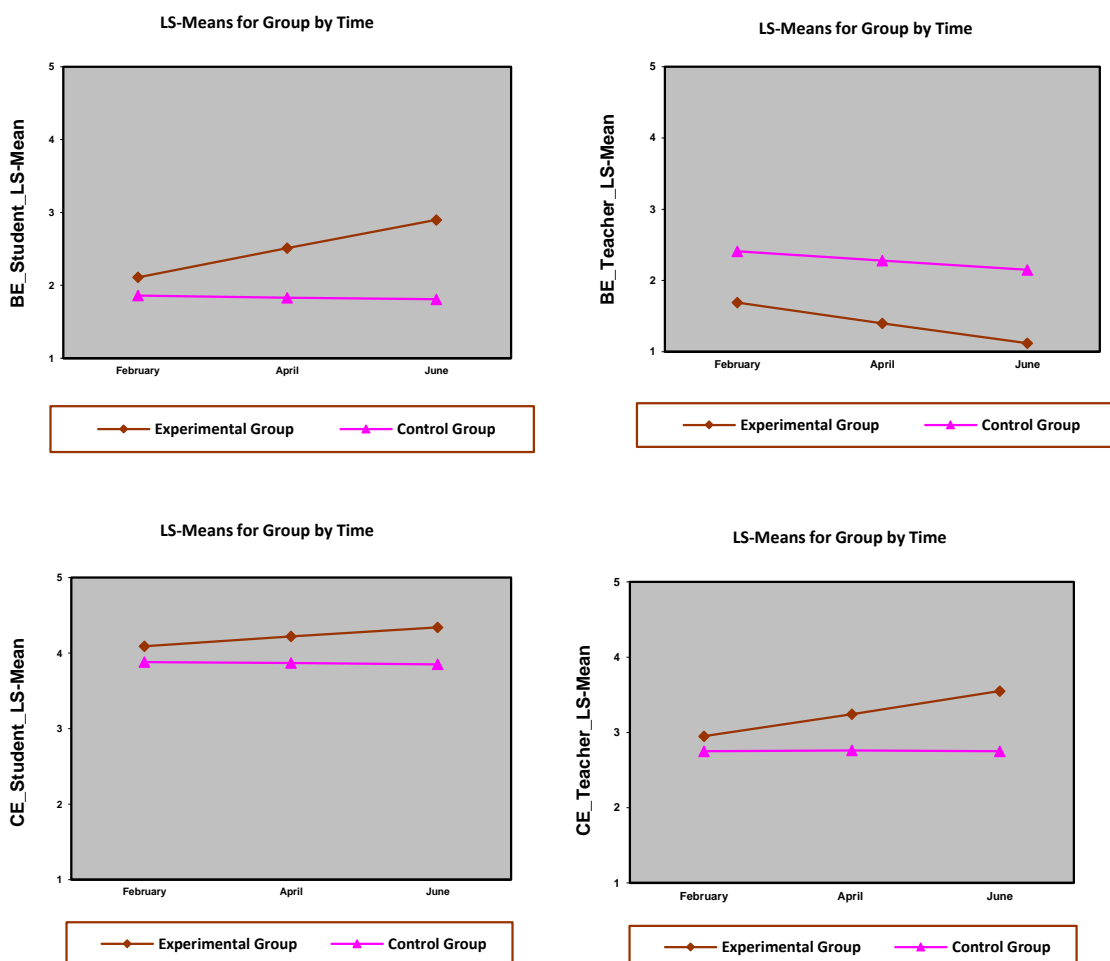 LS-Means for Group by Time
BE_Student_LS-Mean
5
4
3
2
1
February April June
Experimental Group Control Group
LS-Means for Group by Time
BE_Teacher_LS-Mean
5
4
3
2
1
February April June
Experimental Group Control Group
LS-Means for Group by Time
CE_Student_LS-Mean
5
4
3
2
1
February April June
Experimental Group Control Group
LS-Means for Group by Time
CE_Teacher_LS-Mean
5
4
3
2
1
February April June
Experimental Group Control Group